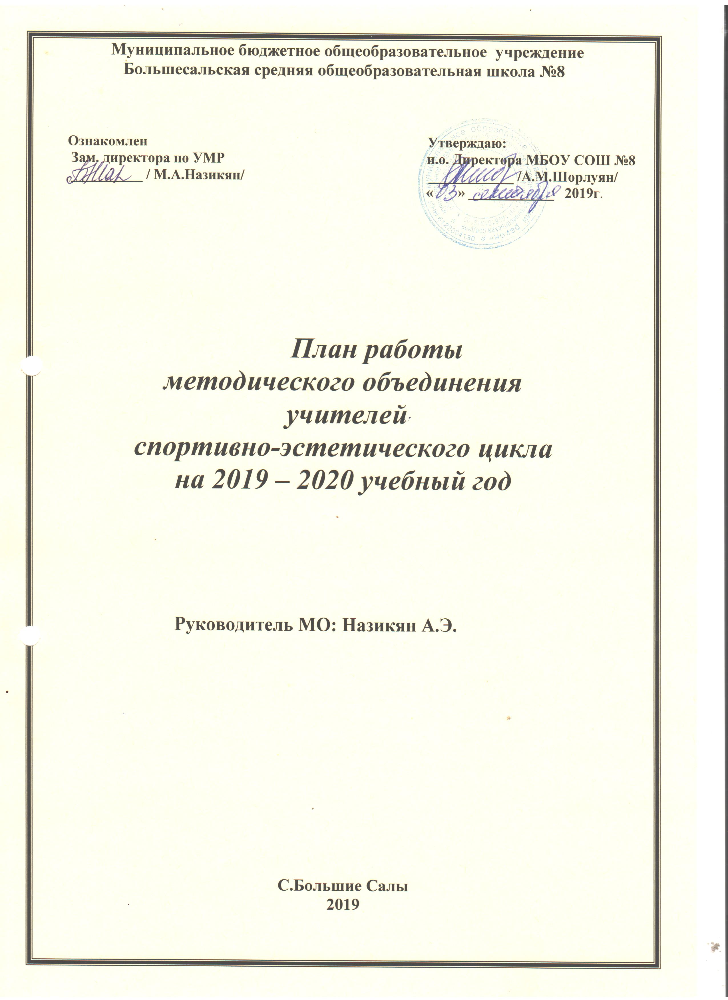 Муниципальное бюджетное общеобразовательное учреждение
Большесальская средняя общеобразовательная школа №8
Ознакомлен
Зам. директора по УМР
/ М.А.Назикян/
Утверждаю:
и.о. Директора МБОУ СОШ №8
/А.М.Шорлуян/
«03» сентября 2019г.
План работы
методического объединения
учителей
спортивно-эстетического цикла
на 2019 – 2020 учебный год
Руководитель МО: Назикян А.Э.
С.Большие Салы
2019